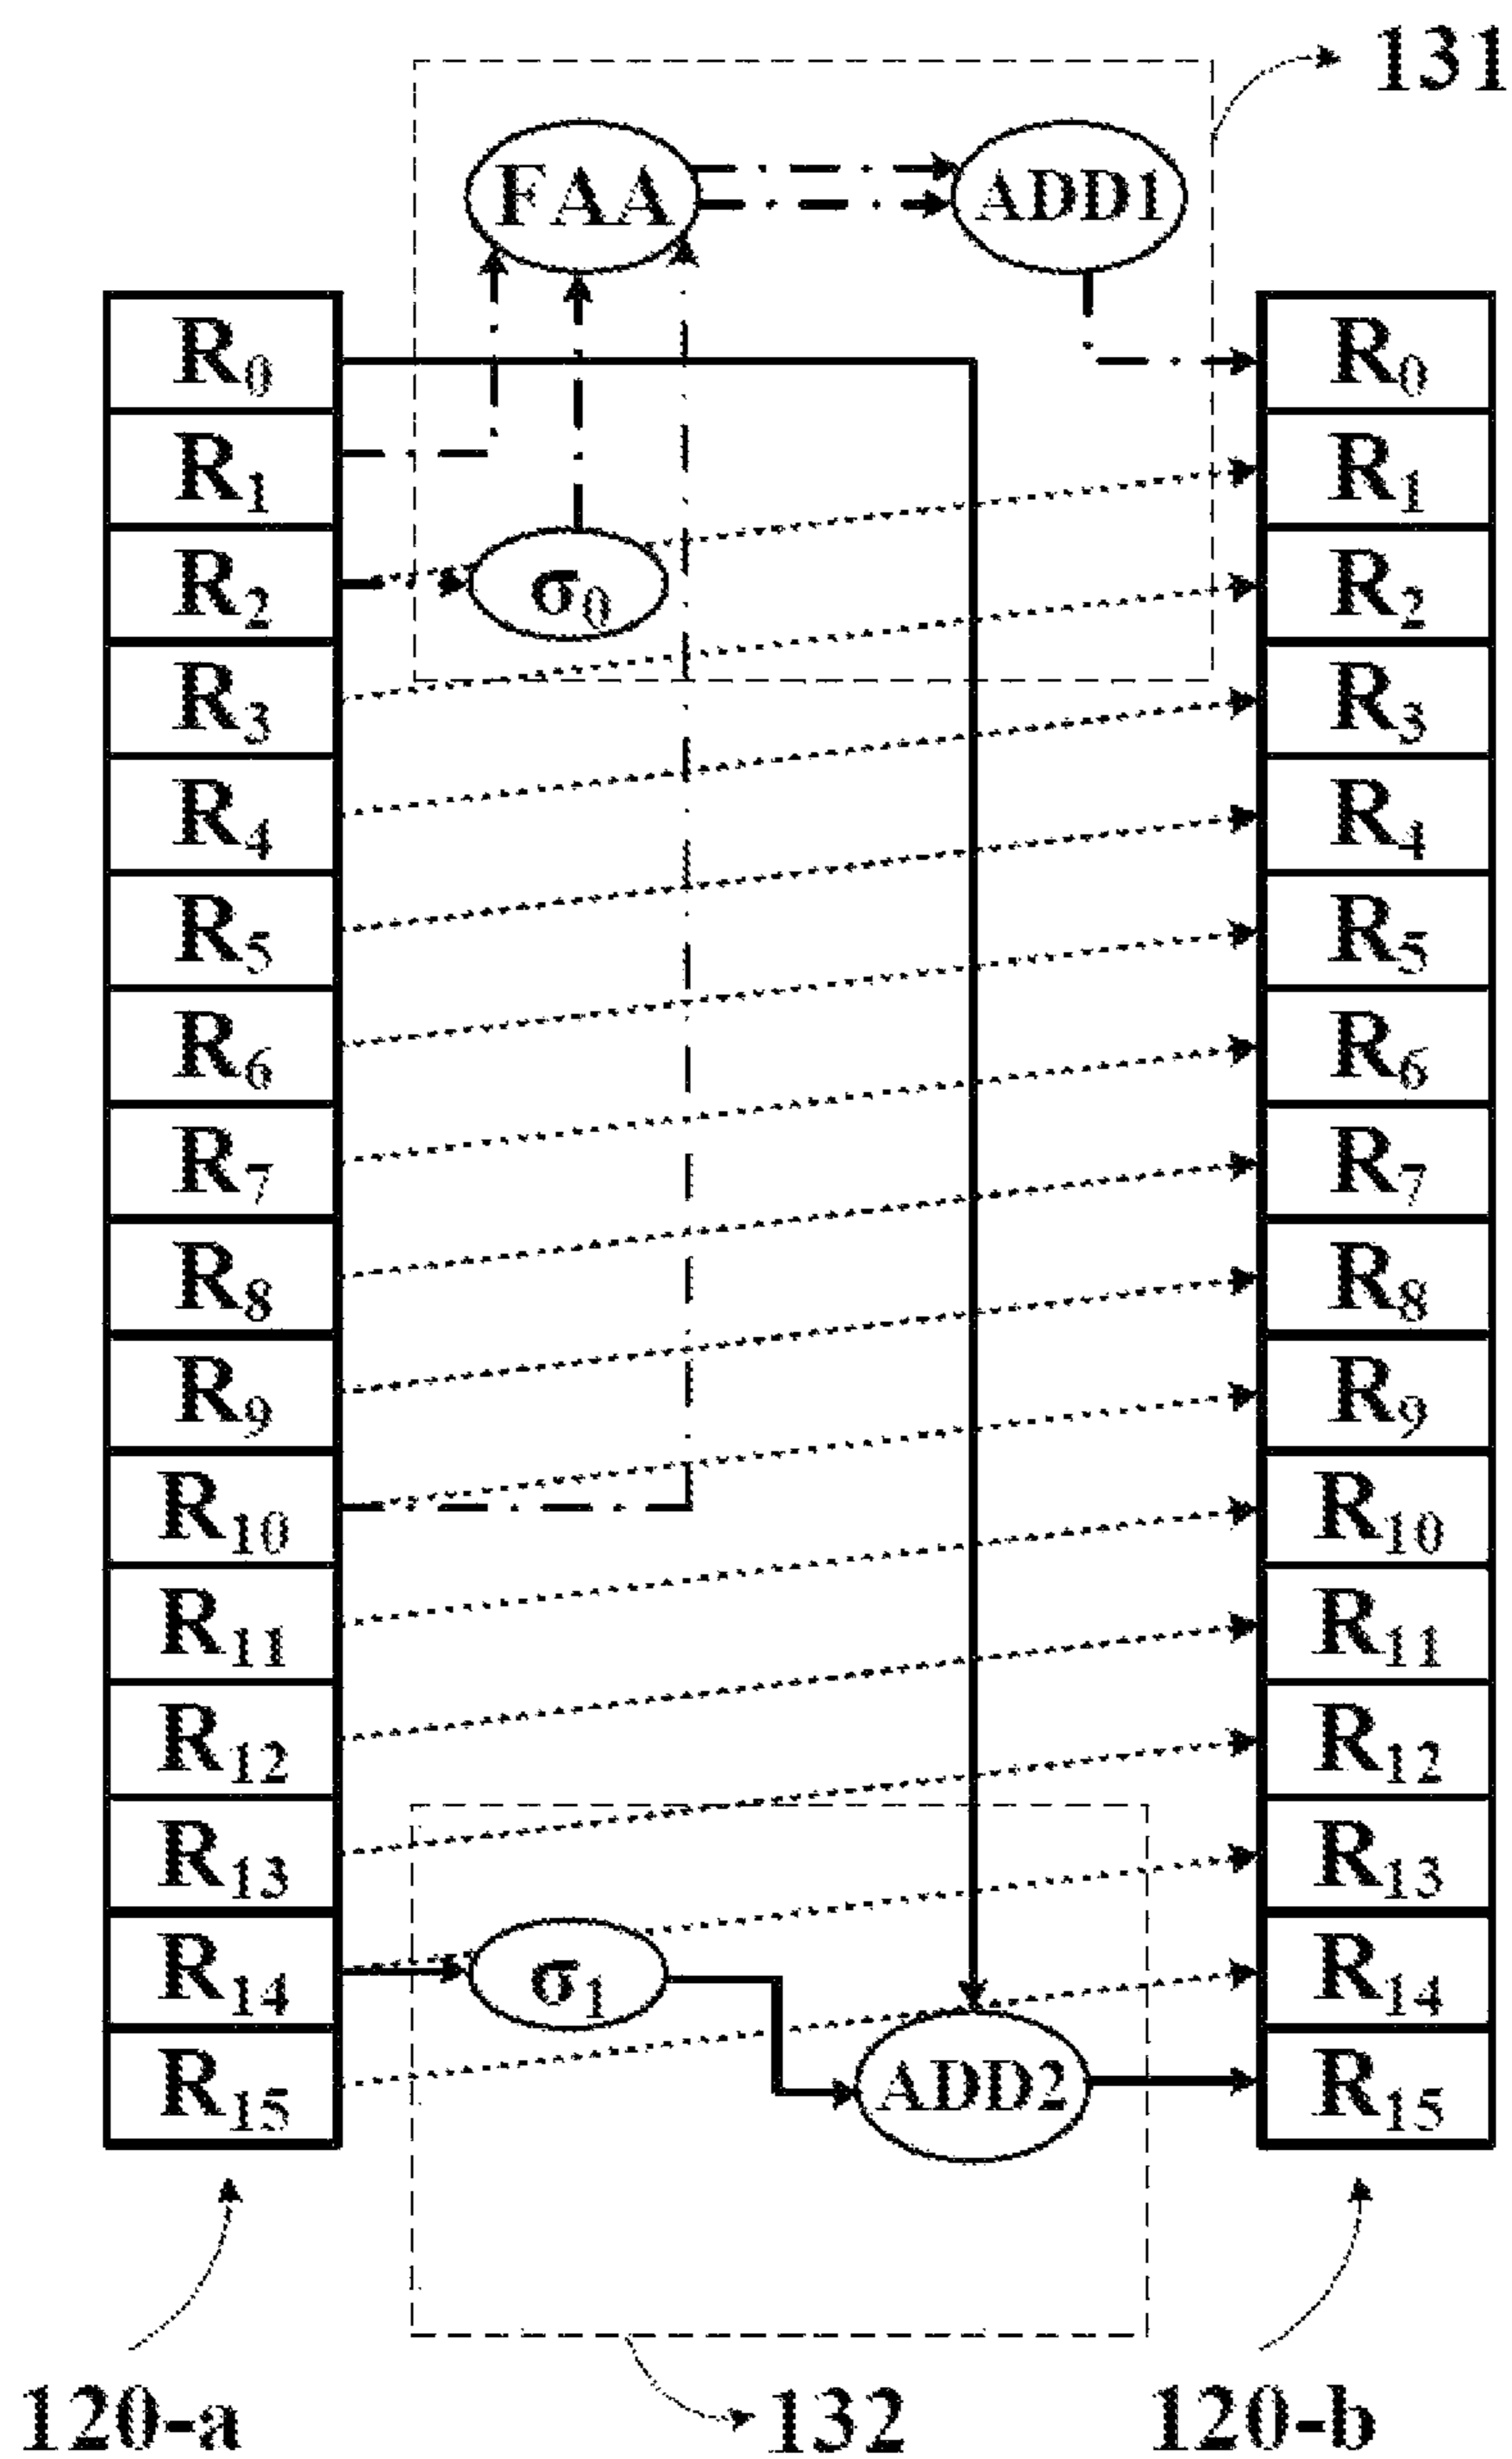 131
FAA ADD1
R0 R0
R1 R1
R2 σ0 R2
R3 R3
R4 R4
R5 R5
R6 R6
R7 R7
R8 R8
R9 R9
R10 R10
R11 R11
R12 R12
R13 R13
R14 σ1 R14
R15 ADD2 R15
120-a 132 120-b